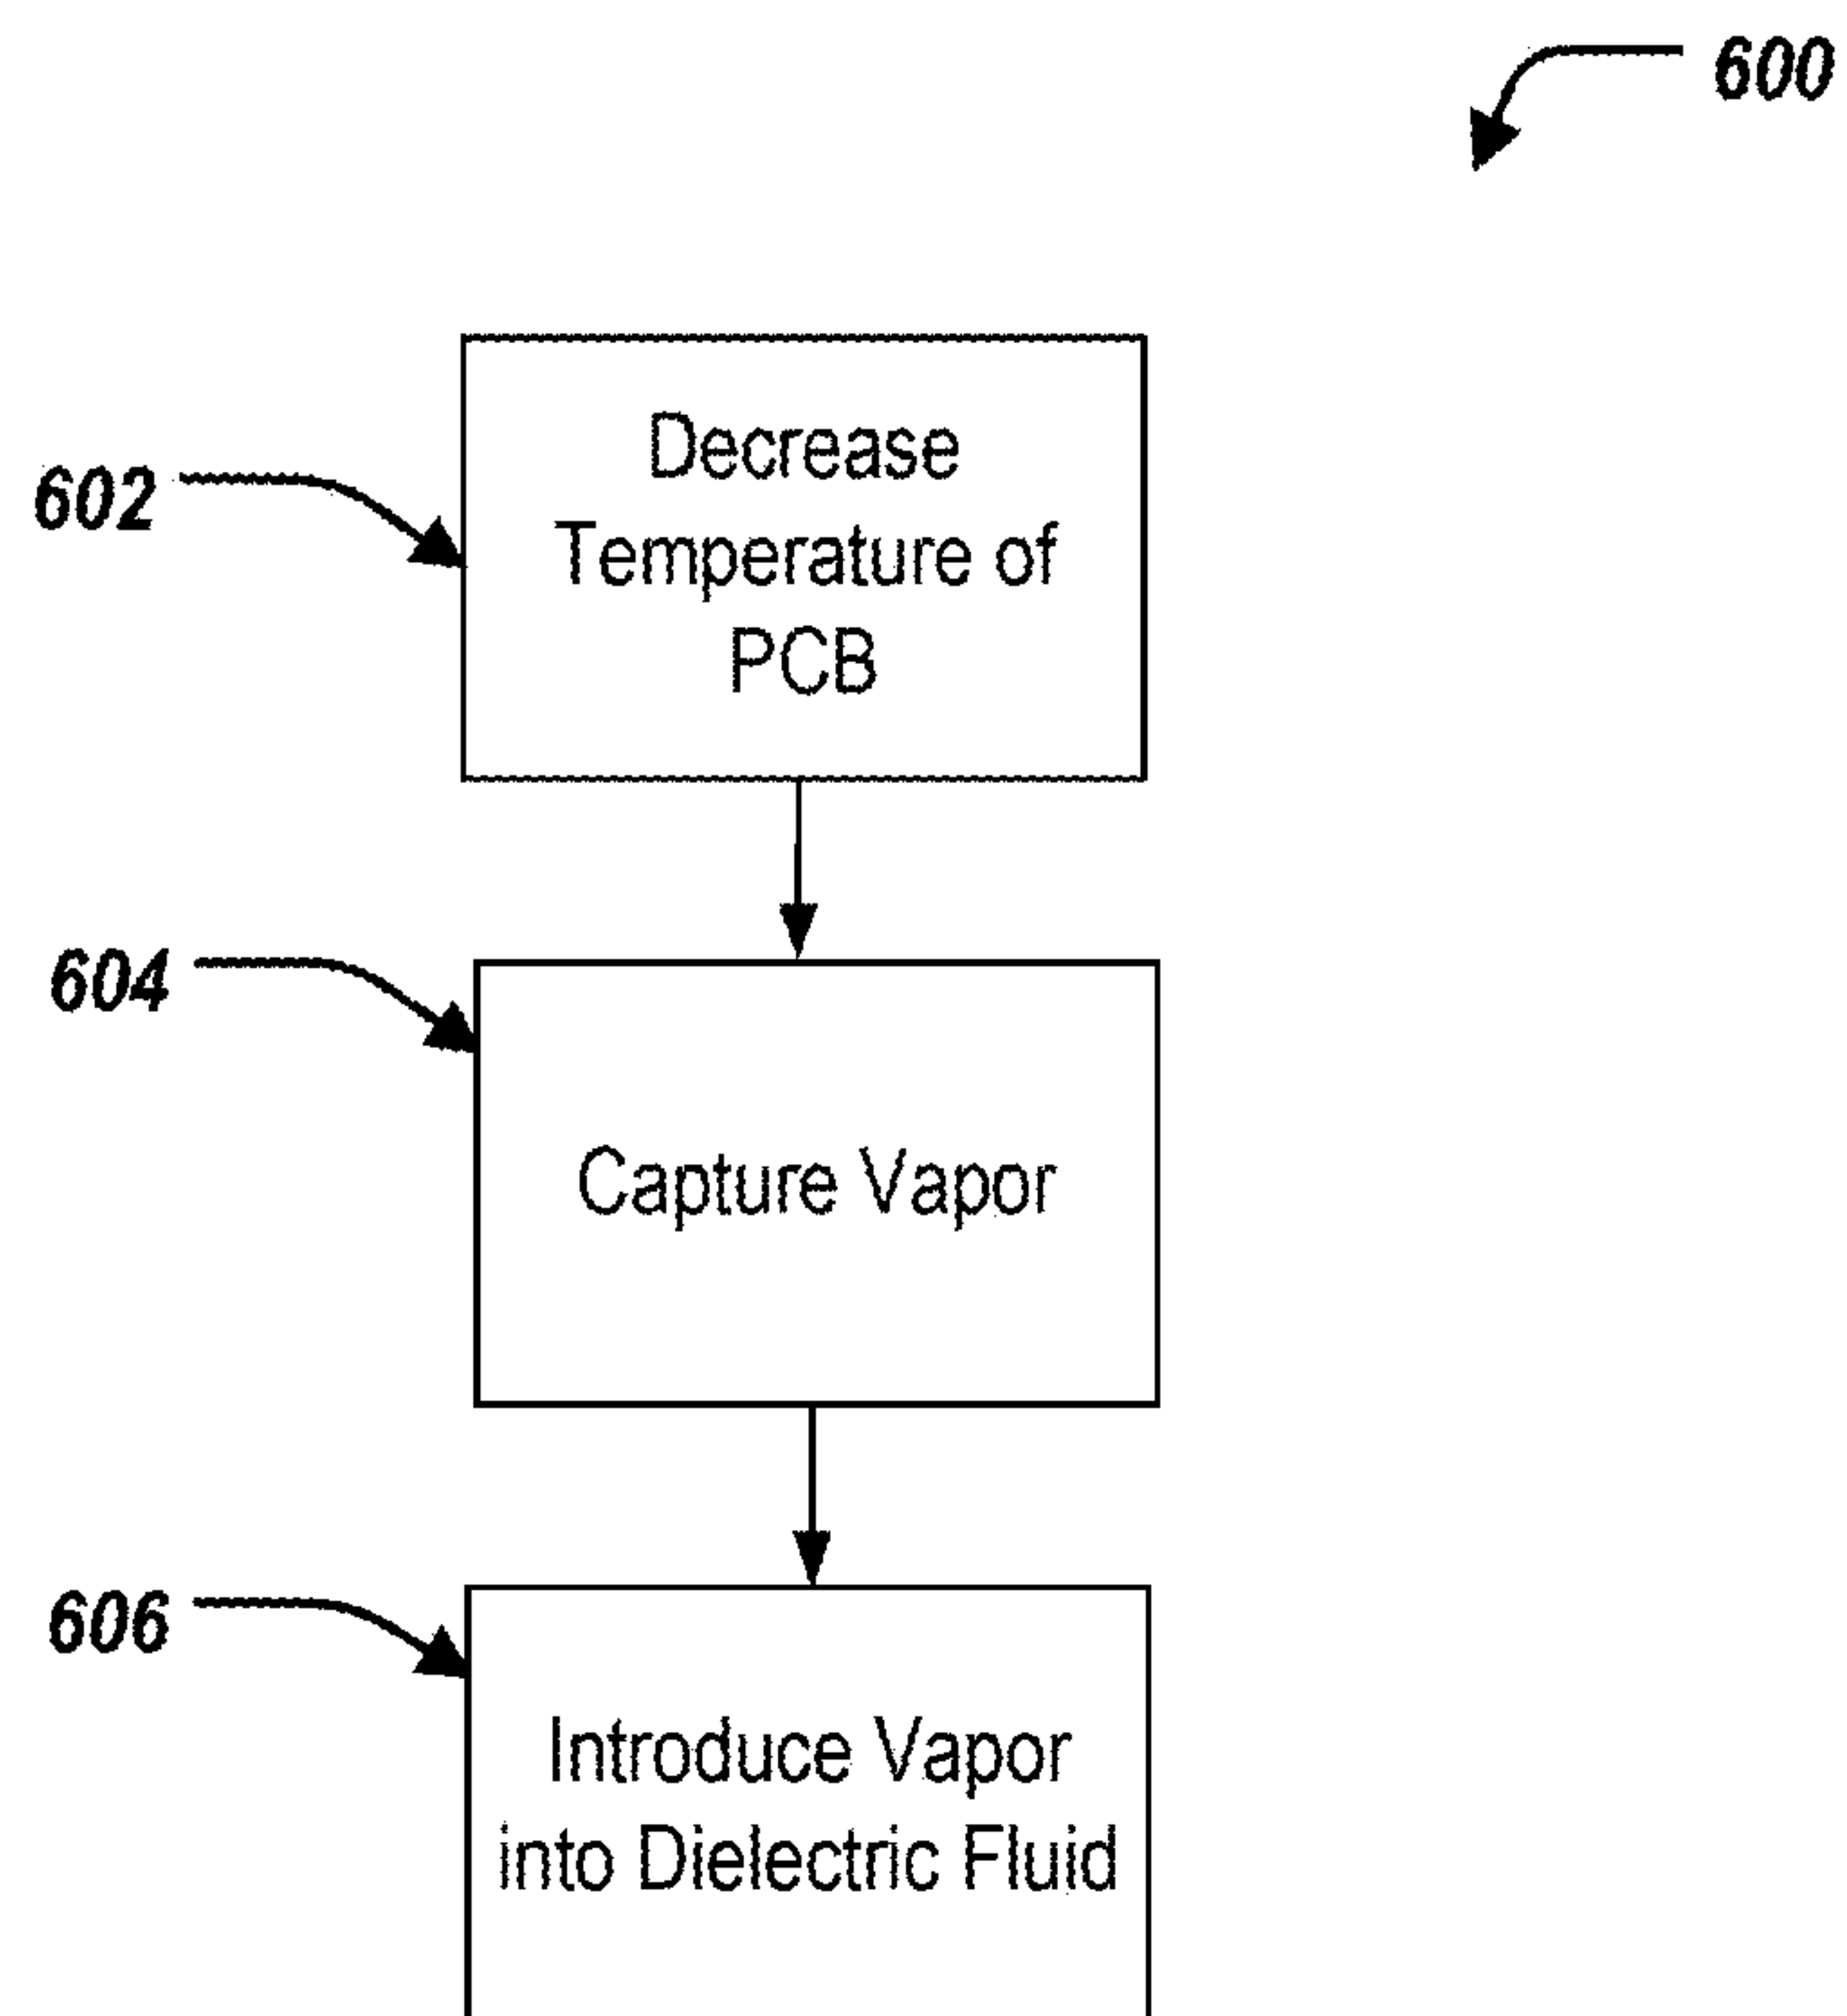 600
602
Decrease
Temperature of
PCB
604
Capture Vapor
606
Introduce Vapor
into Dielectric Fluid